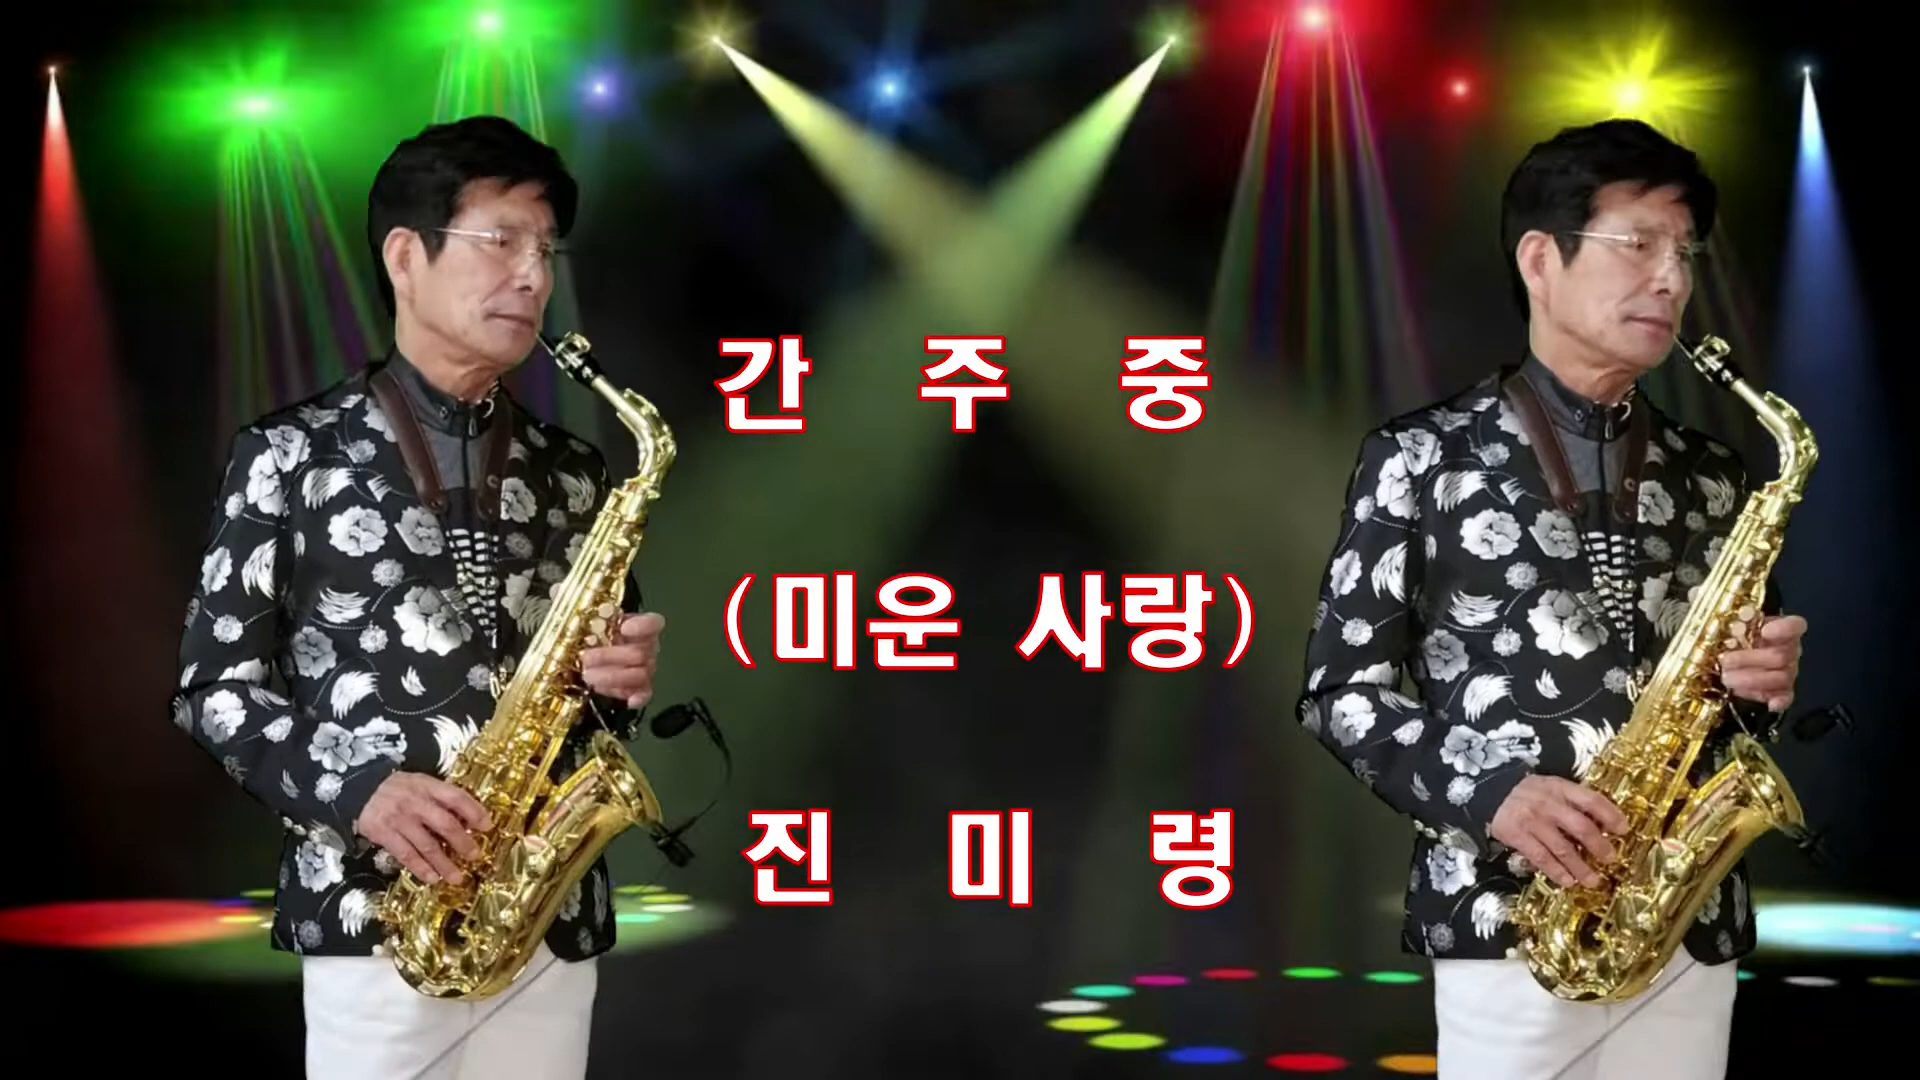 간 주 중
(미운 사랑)
진 미 령